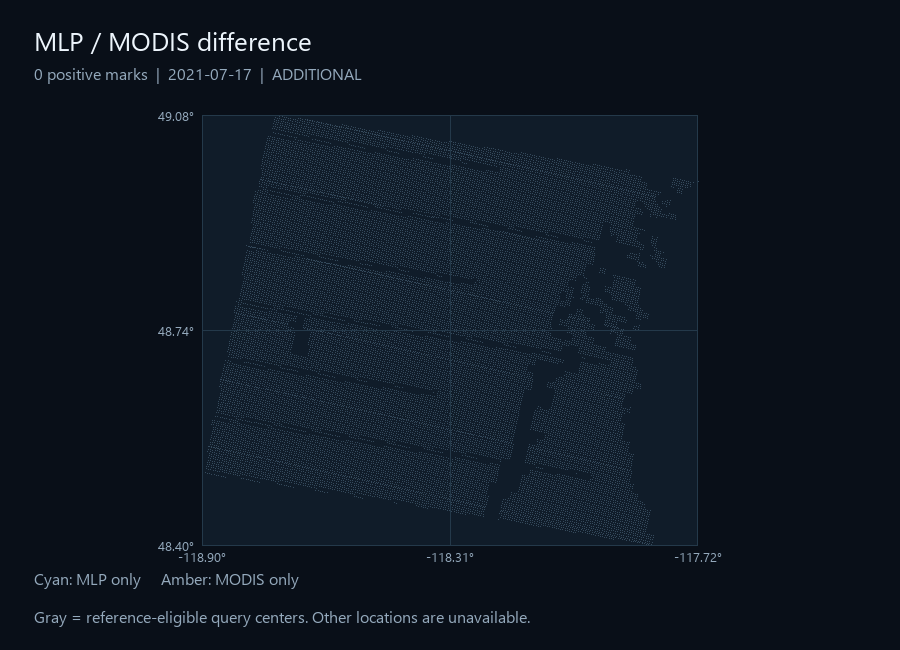 MLP / MODIS difference
0 positive marks | 2021-07-17 | ADDITIONAL
49.08°
48.74°
48.40°
-118.90° -118.31° -117.72°
Cyan: MLP only Amber: MODIS only
Gray = reference-eligible query centers. Other locations are unavailable.